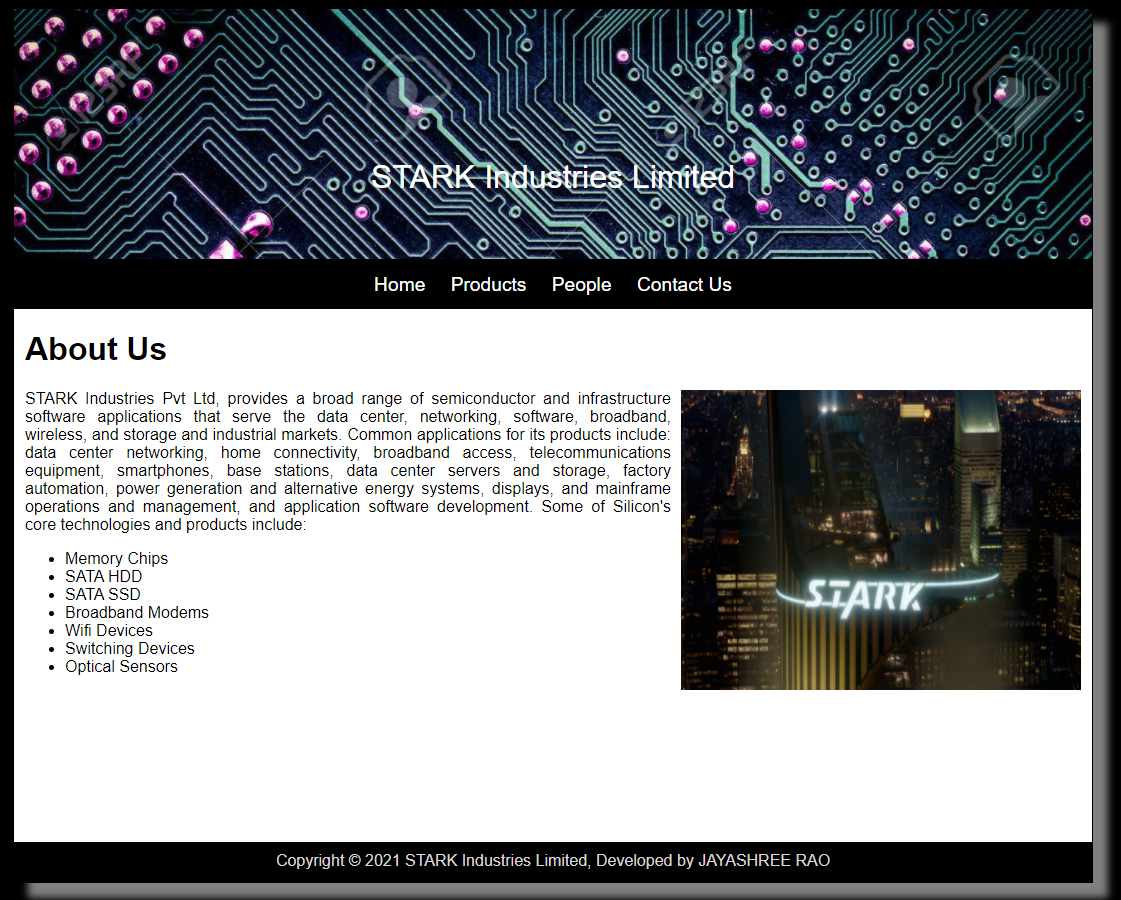 STARK Industries Limited
Home Products People Contact Us
About Us
STARK Industries Pvt Ltd, provides a broad range of semiconductor and infrastructure
software applications that serve the data center, networking, software, broadband,
wireless, and storage and industrial markets. Common applications for its products include:
data center networking, home connectivity, broadband access, telecommunications
equipment, smartphones, base stations, data center servers and storage, factory
automation, power generation and alternative energy systems, displays, and mainframe
operations and management, and application software development. Some of Silicon's
core technologies and products include:
Memory Chips
SATA HDD
SATA SSD
Broadband Modems
Wifi Devices
Switching Devices
Optical Sensors
STARK
Copyright © 2021 STARK Industries Limited, Developed by JAYASHREE RAO